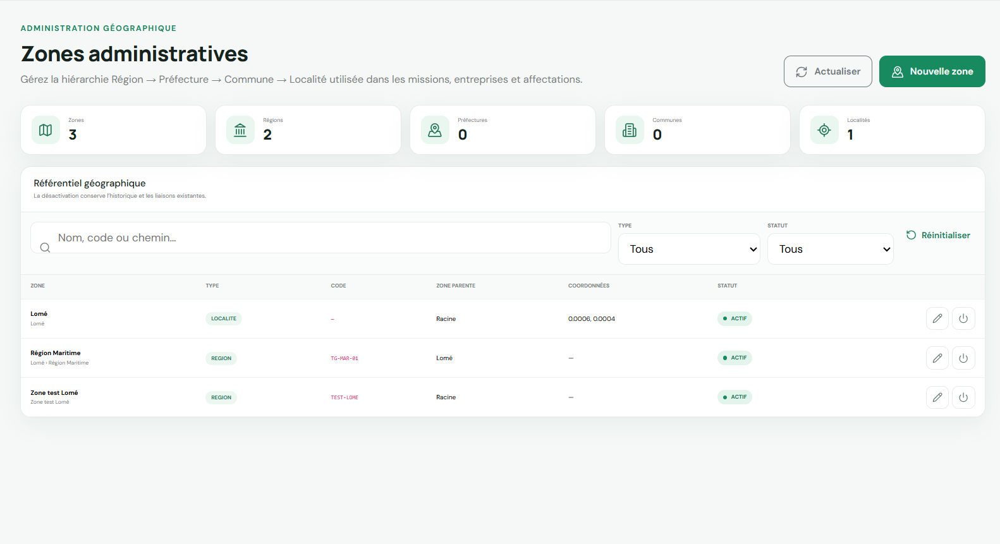 ADMINISTRATION GÉOGRAPHIQUE
Zones administratives
Gérez la hiérarchie Région → Préfecture → Commune → Localité utilisée dans les missions, entreprises et affectations.
Actualiser
Nouvelle zone
Zones
3
Régions
2
Préfectures
0
Communes
0
Localités
1
Référentiel géographique
La désactivation conserve l'historique et les liaisons existantes.
Nom, code ou chemin...
TYPE
Tous
STATUT
Tous
Réinitialiser
ZONE TYPE CODE ZONE PARENTE COORDONNÉES STATUT
Lomé
Lomé
LOCALITE – Racine 0.0006, 0.0004 ACTIF
Région Maritime
Lomé › Région Maritime
REGION TG-MAR-01 Lomé — ACTIF
Zone test Lomé
Zone test Lomé
REGION TEST-LOME Racine — ACTIF